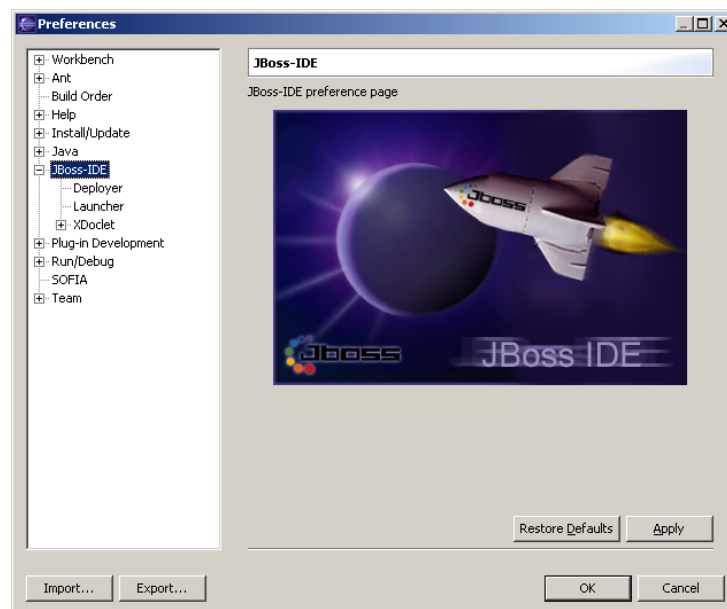 Preferences
Workbench
Ant
Build Order
Help
Install/Update
Java
JBoss-IDE
Deployer
Launcher
XDoclet
Plug-in Development
Run/Debug
SOFIA
Team
JBoss-IDE
JBoss-IDE preference page
Jboss
Jboss
JBoss IDE
Restore Defaults
Apply
Import...
Export...
OK
Cancel